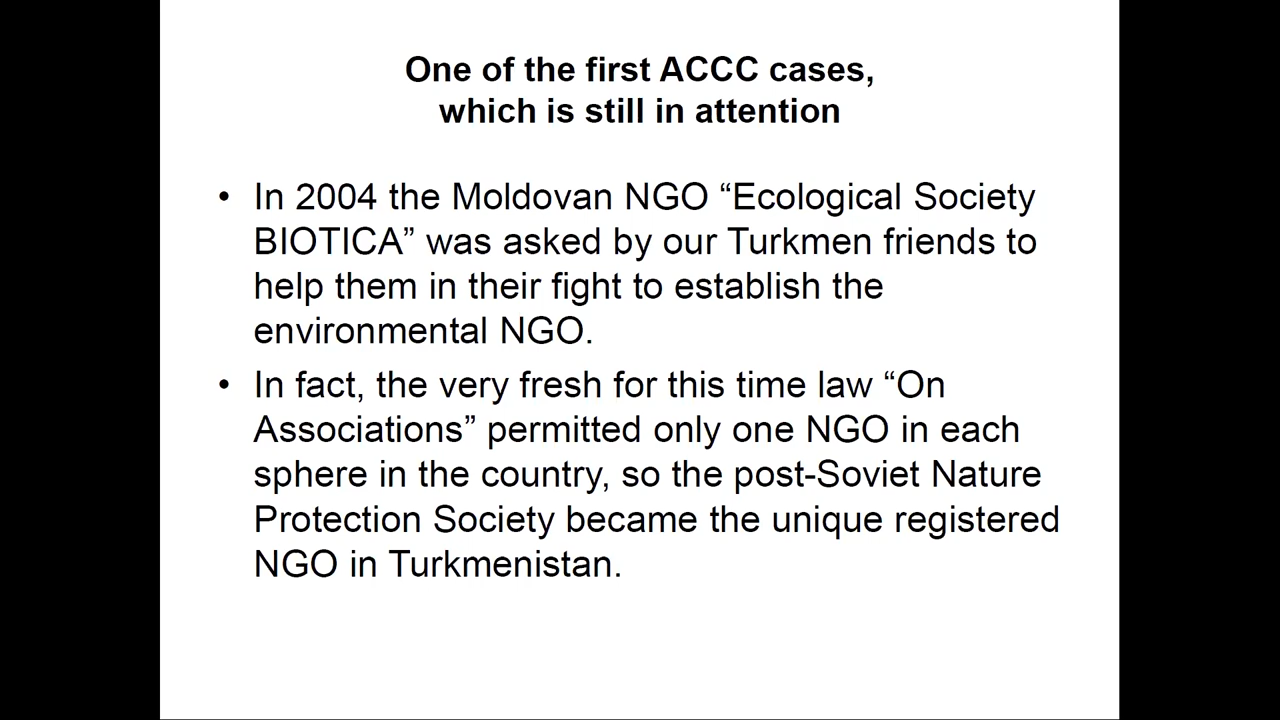 One of the first ACCC cases,
which is still in attention
• In 2004 the Moldovan NGO “Ecological Society
BIOTICA” was asked by our Turkmen friends to
help them in their fight to establish the
environmental NGO.
• In fact, the very fresh for this time law “On
Associations” permitted only one NGO in each
sphere in the country, so the post-Soviet Nature
Protection Society became the unique registered
NGO in Turkmenistan.